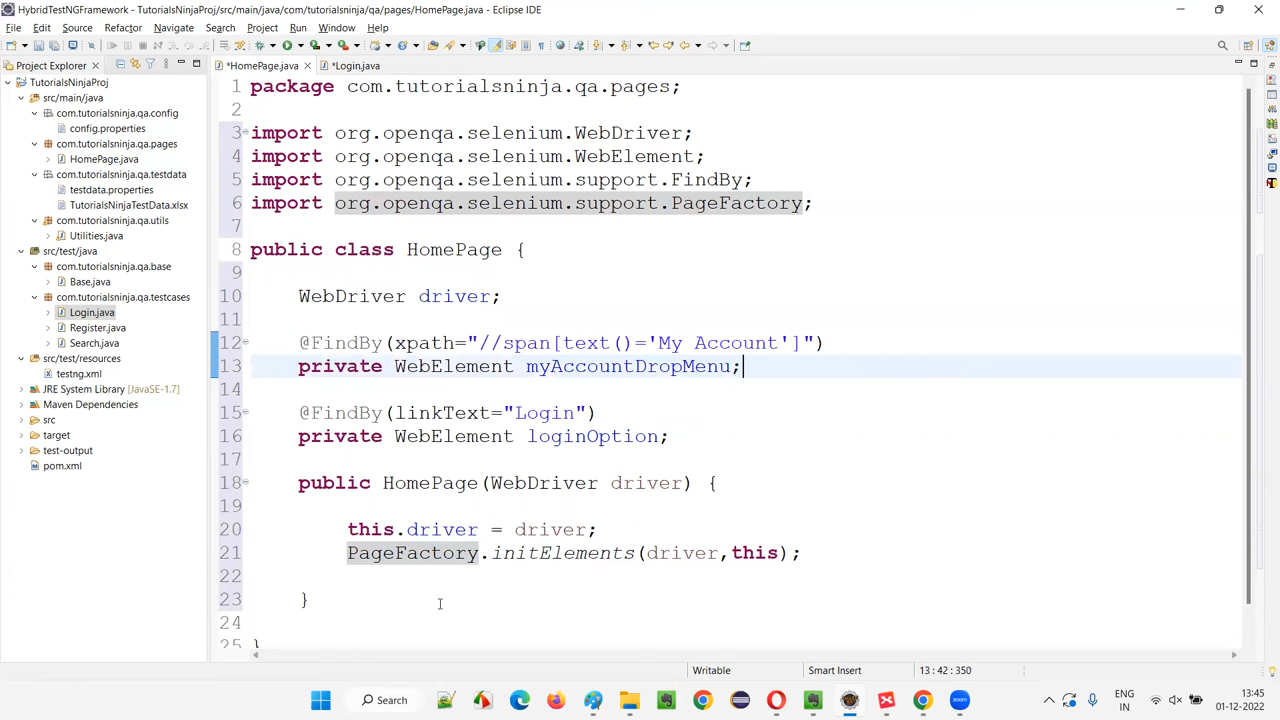 HybridTestNGFramework - TutorialsNinjaProj/src/main/java/com/tutorialsninja/qa/pages/HomePage.java - Eclipse IDE
File Edit Source Refactor Navigate Search Project Run Window Help
Project Explorer
*HomePage.java
*Login.java
TutorialsNinjaProj
src/main/java
com.tutorialsninja.qa.config
config.properties
com.tutorialsninja.qa.pages
HomePage.java
com.tutorialsninja.qa.testdata
testdata.properties
TutorialsNinjaTestData.xlsx
com.tutorialsninja.qa.utils
Utilities.java
src/test/java
com.tutorialsninja.qa.base
Base.java
com.tutorialsninja.qa.testcases
Login.java
Register.java
Search.java
src/test/resources
testng.xml
JRE System Library [JavaSE-1.7]
Maven Dependencies
src
target
test-output
pom.xml
1 package com.tutorialsninja.qa.pages;
2
3 import org.openqa.selenium.WebDriver;
4 import org.openqa.selenium.WebElement;
5 import org.openqa.selenium.support.FindBy;
6 import org.openqa.selenium.support.PageFactory;
7
8 public class HomePage {
9
10 WebDriver driver;
11
12 @FindBy(xpath="//span[text()='My Account']")
13 private WebElement myAccountDropMenu;
14
15 @FindBy(linkText="Login")
16 private WebElement loginOption;
17
18 public HomePage(WebDriver driver) {
19
20 this.driver = driver;
21 PageFactory.initElements(driver,this);
22
23 }
24
25 }
Writable Smart Insert 13 : 42 : 350
Search
ENG
IN
13:45
01-12-2022